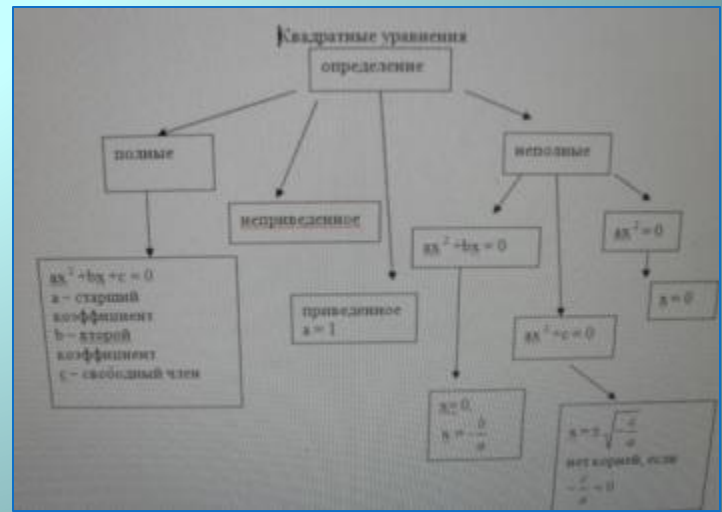 Квадратные уравнения
определение
полные
неполные
неприведенное
ax² +bx = 0
ax² = 0
ax² +bx +c = 0
a – старший
коэффициент
b – второй
коэффициент
c – свободный член
приведенное
a = 1
ax² +c = 0
x = 0
x = 0,
x = -b/a
x = ± √-c/a
нет корней, если